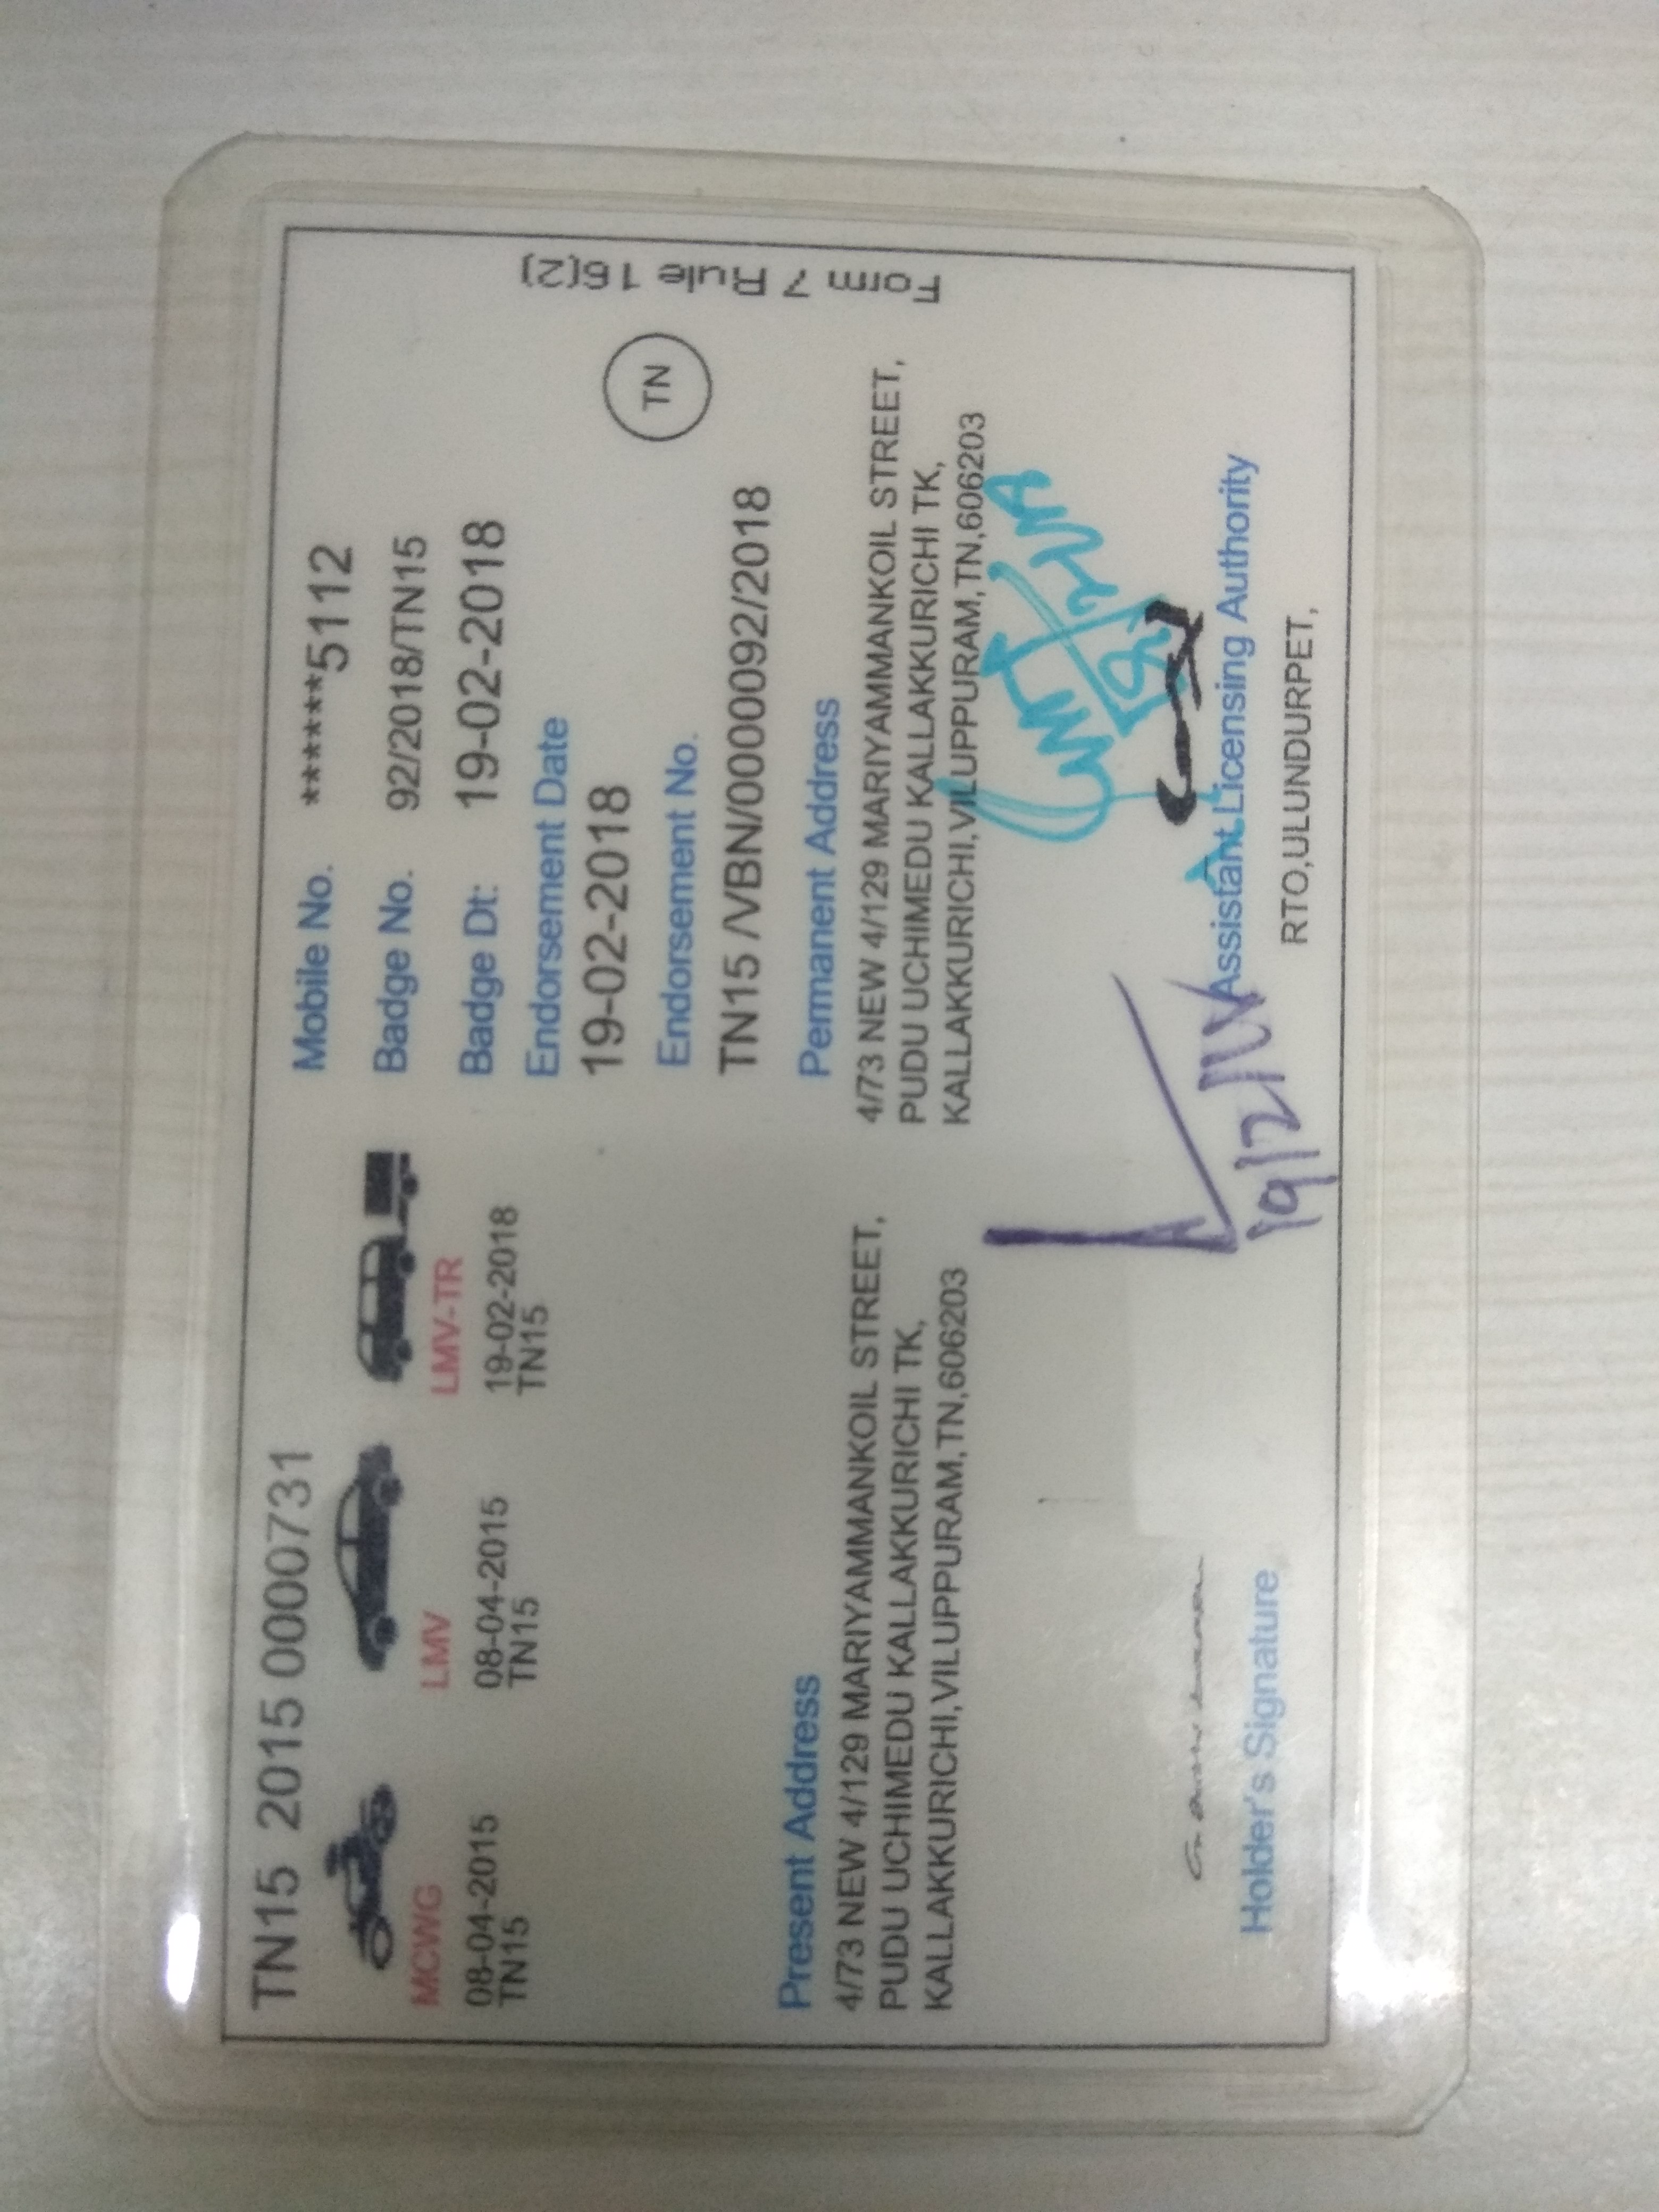 TN15 2015 0000731
MCWG
08-04-2015
TN15
LMV
08-04-2015
TN15
LMV-TR
19-02-2018
TN15
Mobile No. ******5112
Badge No. 92/2018/TN15
Badge Dt: 19-02-2018
Endorsement Date
19-02-2018
Endorsement No.
TN15 /VBN/0000092/2018
TN
Form 7 Rule 16(2)
Present Address
4/73 NEW 4/129 MARIYAMMANKOIL STREET,
PUDU UCHIMEDU KALLAKKURICHI TK,
KALLAKKURICHI,VILUPPURAM,TN,606203
Permanent Address
4/73 NEW 4/129 MARIYAMMANKOIL STREET,
PUDU UCHIMEDU KALLAKKURICHI TK,
KALLAKKURICHI,VILUPPURAM,TN,606203
Holder's Signature
Assistant Licensing Authority
RTO,ULUNDURPET,